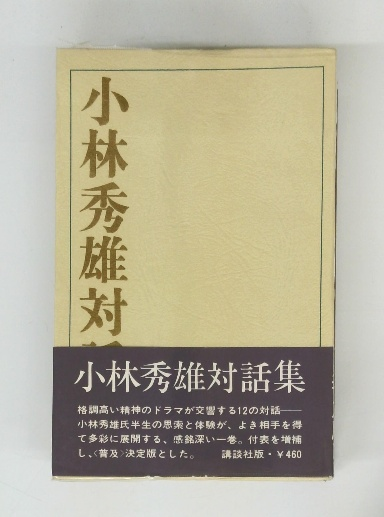 小林秀雄対話
小林秀雄対話集
格調高い精神のドラマが交響する12の対話——
小林秀雄氏半生の思索と体験が、よき相手を得
て多彩に展開する、感銘深い一巻。付表を増補
し、〈普及〉決定版とした。　講談社版・￥460